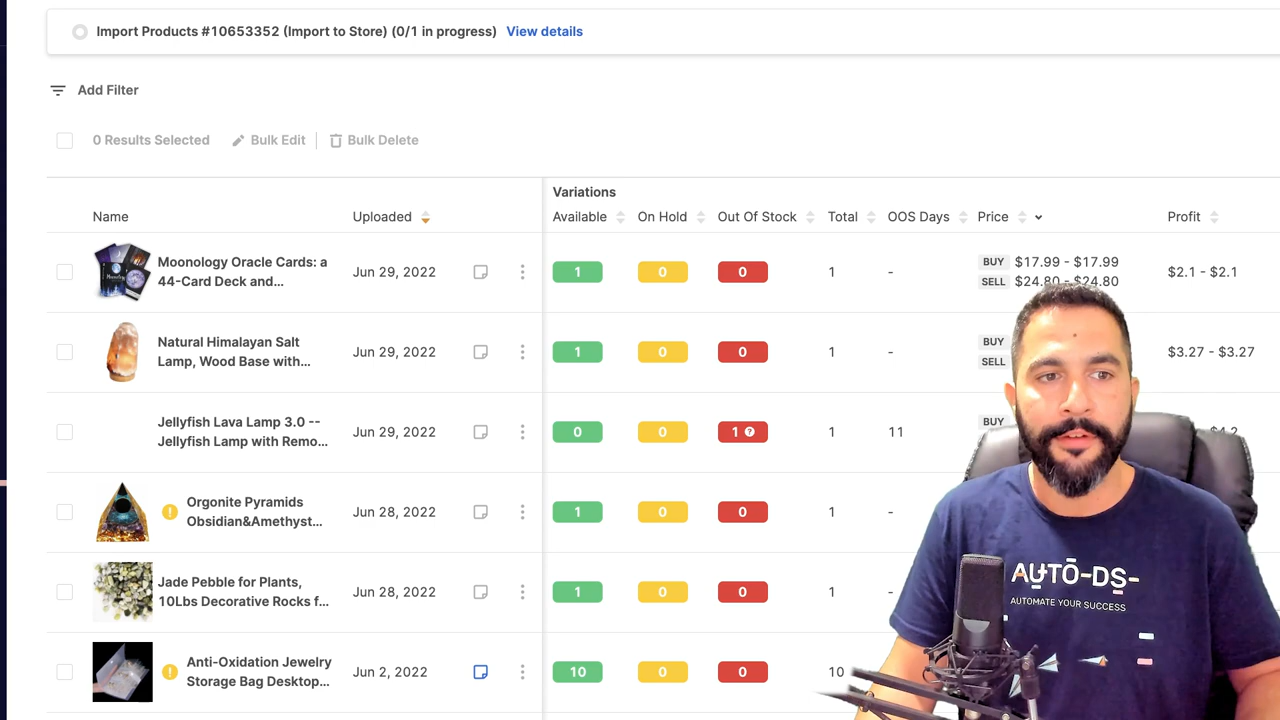 Import Products #10653352 (Import to Store) (0/1 in progress) View details
Add Filter
0 Results Selected Bulk Edit Bulk Delete
Variations
Name Uploaded Available On Hold Out Of Stock Total OOS Days Price Profit
Moonology Oracle Cards: a
44-Card Deck and...
Jun 29, 2022 1 0 0 1 -
BUY $17.99 - $17.99
SELL $24.80 - $24.80
$2.1 - $2.1
Natural Himalayan Salt
Lamp, Wood Base with...
Jun 29, 2022 1 0 0 1 -
BUY
SELL
$3.27 - $3.27
Jellyfish Lava Lamp 3.0 --
Jellyfish Lamp with Remo...
Jun 29, 2022 0 0 1 1 11
BUY
Orgonite Pyramids
Obsidian&Amethyst...
Jun 28, 2022 1 0 0 1 -
Jade Pebble for Plants,
10Lbs Decorative Rocks f...
Jun 28, 2022 1 0 0 1 -
Anti-Oxidation Jewelry
Storage Bag Desktop...
Jun 2, 2022 10 0 0 10
AUTO-DS-
AUTOMATE YOUR SUCCESS